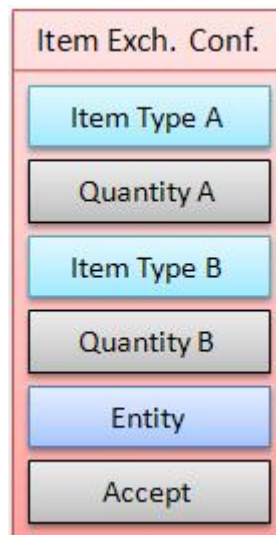 Item Exch. Conf.
Item Type A
Quantity A
Item Type B
Quantity B
Entity
Accept